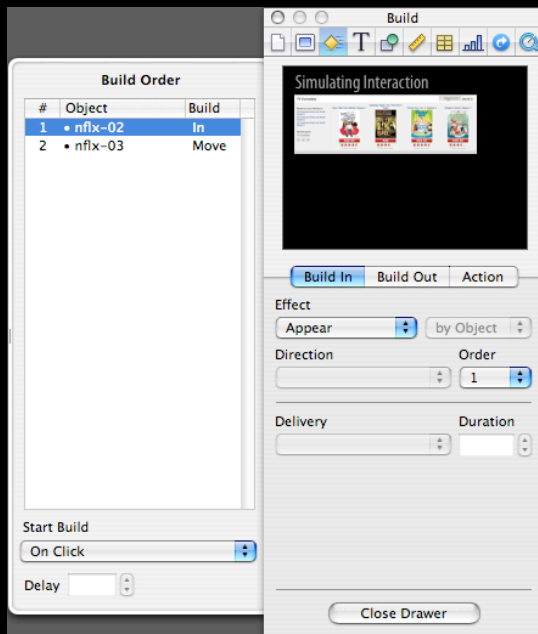 Build
Build Order
# Object Build
1 • nflx-02 In
2 • nflx-03 Move
Start Build
On Click
Delay
Simulating Interaction
Build In Build Out Action
Effect
Appear by Object
Direction Order
1
Delivery Duration
Close Drawer